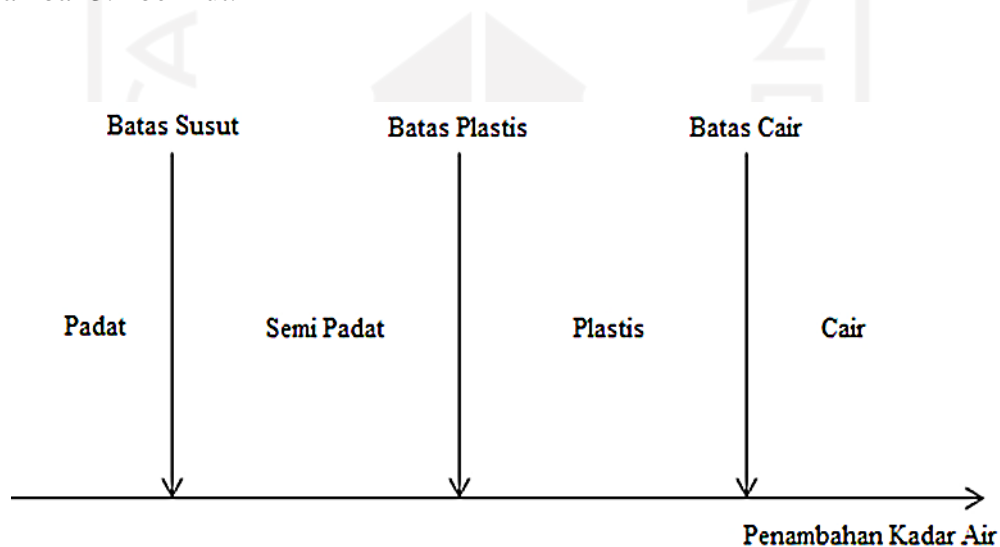 Batas Susut
Batas Plastis
Batas Cair
Padat
Semi Padat
Plastis
Cair
Penambahan Kadar Air